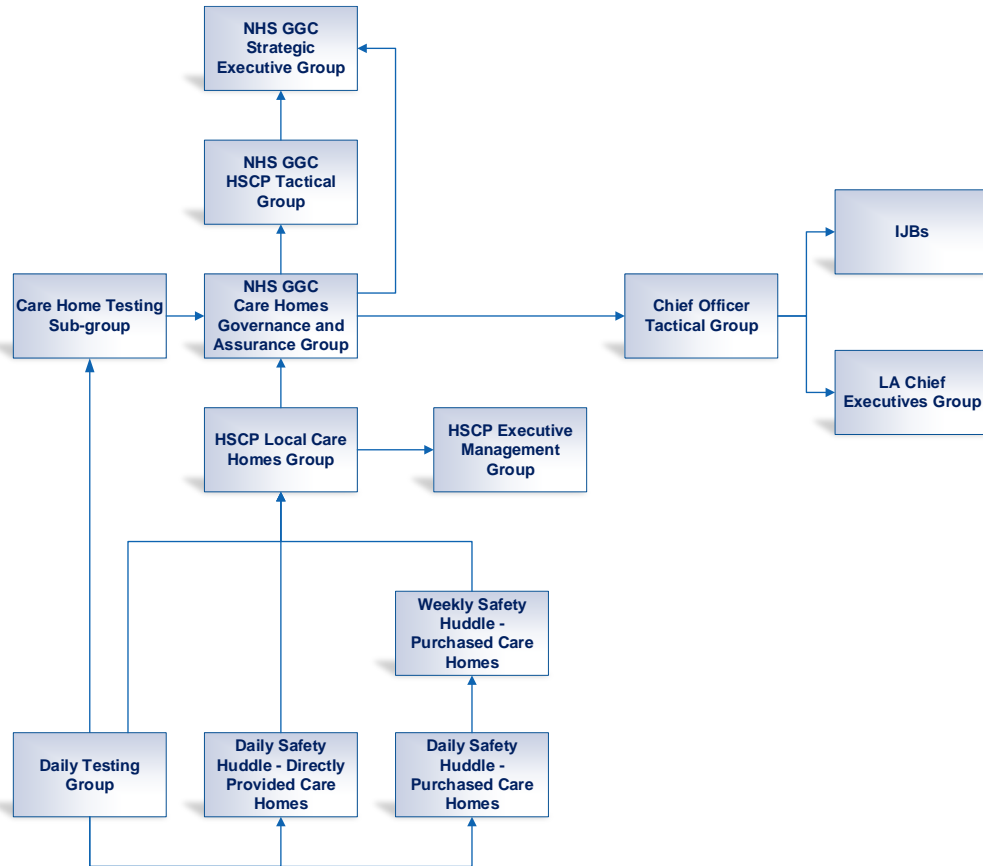 NHS GGC
Strategic
Executive Group
NHS GGC
HSCP Tactical
Group
IJBs
Care Home Testing
Sub-group
NHS GGC
Care Homes
Governance and
Assurance Group
Chief Officer
Tactical Group
LA Chief
Executives Group
HSCP Local Care
Homes Group
HSCP Executive
Management
Group
Weekly Safety
Huddle -
Purchased Care
Homes
Daily Testing
Group
Daily Safety
Huddle - Directly
Provided Care
Homes
Daily Safety
Huddle -
Purchased Care
Homes